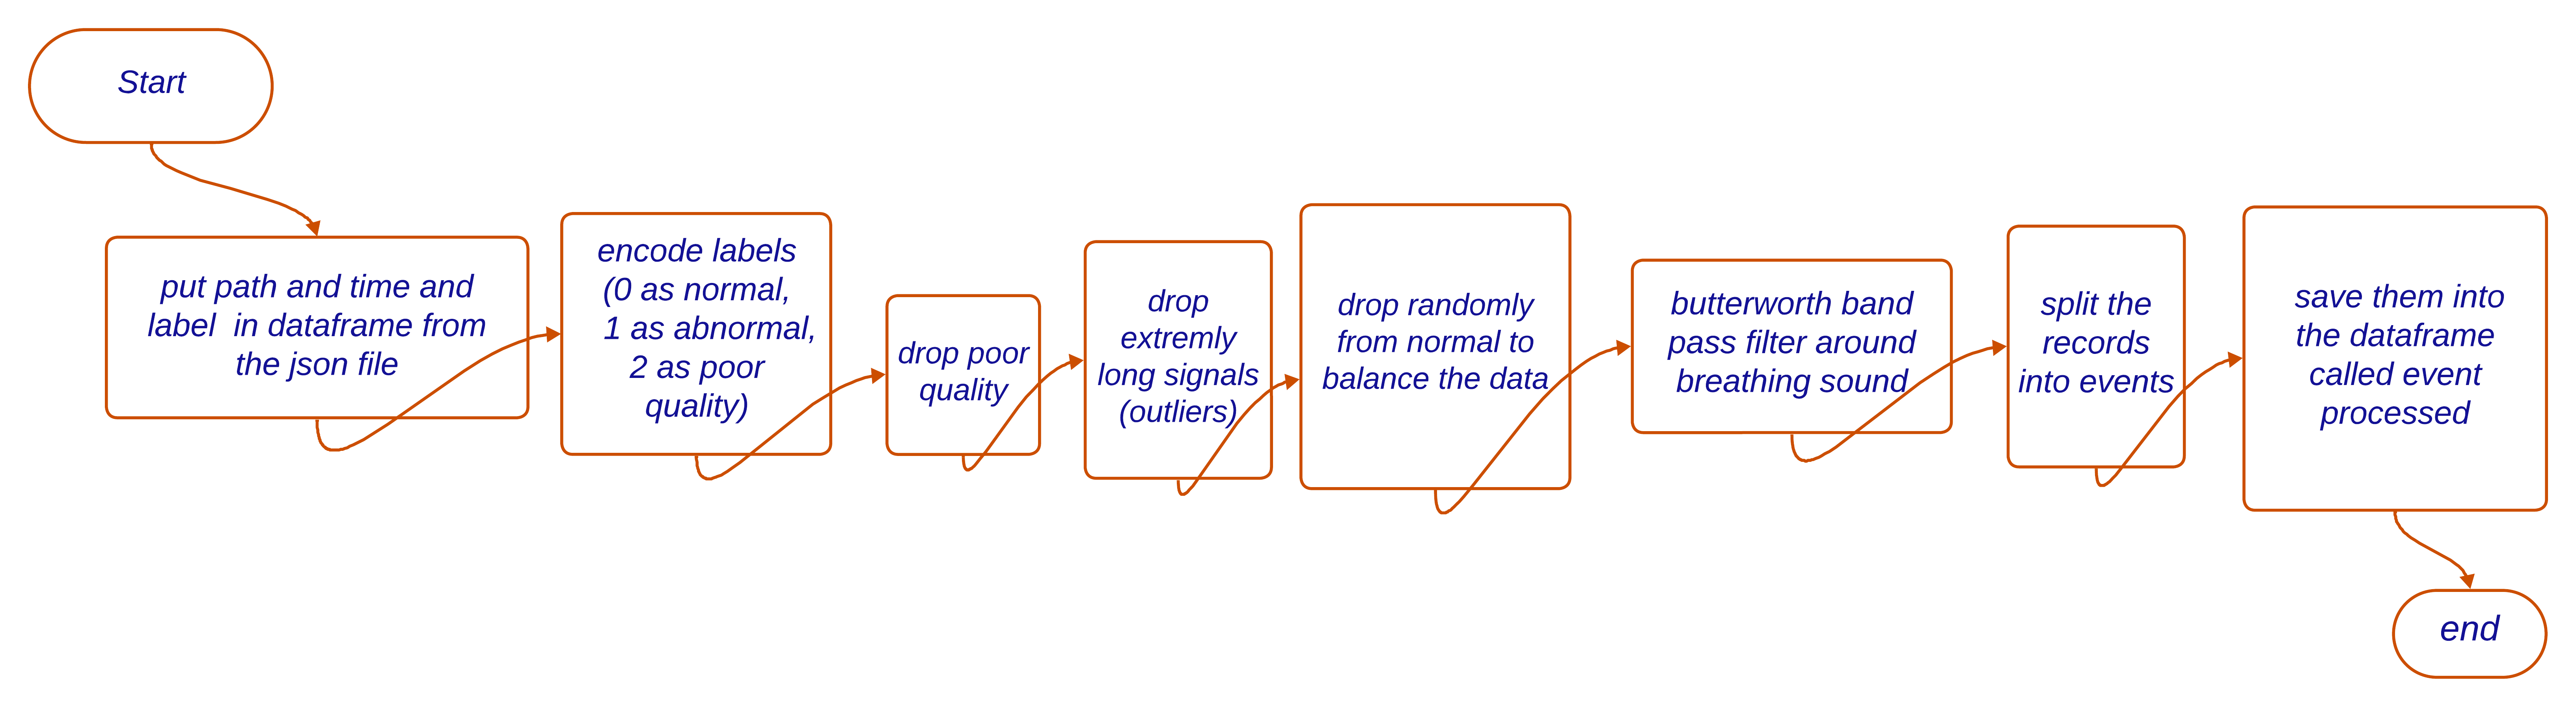 Start
put path and time and
label  in dataframe from
the json file
encode labels
(0 as normal,
1 as abnormal,
2 as poor
quality)
drop poor
quality
drop
extremly
long signals
(outliers)
drop randomly
from normal to
balance the data
butterworth band
pass filter around
breathing sound
split the
records
into events
save them into
the dataframe
called event
processed
end